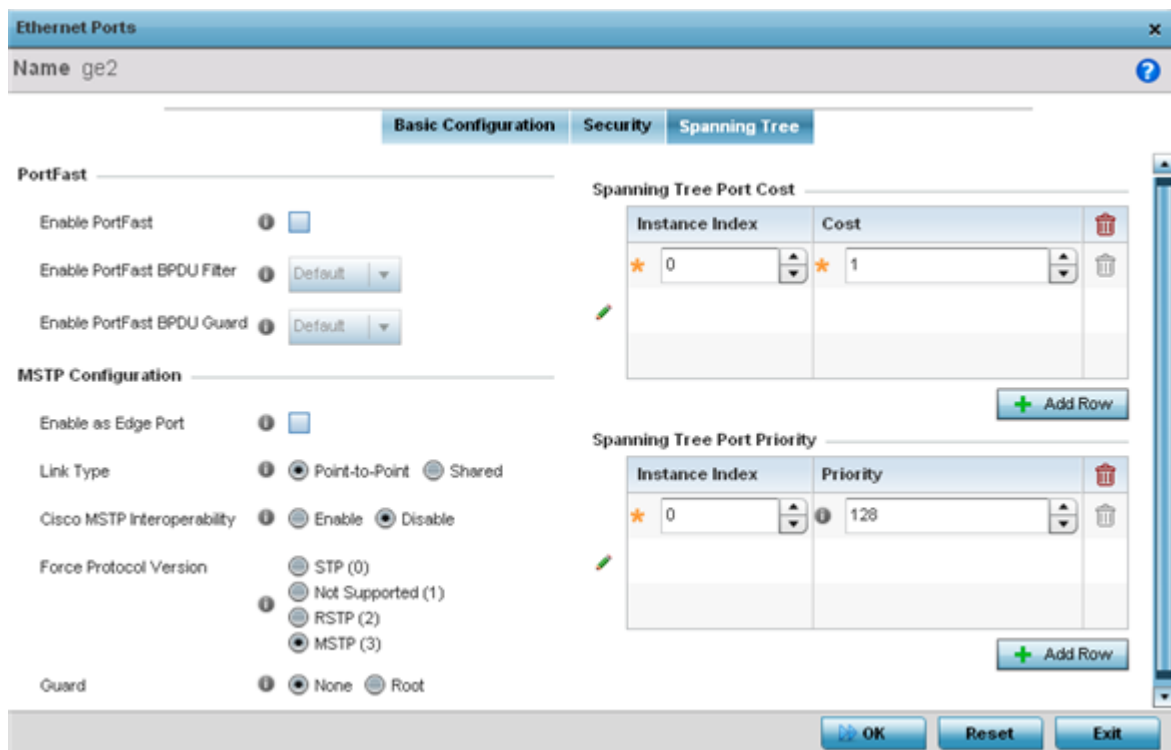 Ethernet Ports
Name ge2
Basic Configuration Security Spanning Tree
PortFast
Enable PortFast
Enable PortFast BPDU Filter Default
Enable PortFast BPDU Guard Default
MSTP Configuration
Enable as Edge Port
Link Type Point-to-Point Shared
Cisco MSTP Interoperability Enable Disable
Force Protocol Version STP (0)
Not Supported (1)
RSTP (2)
MSTP (3)
Guard None Root
Spanning Tree Port Cost
Instance Index Cost
* 0 * 1
+ Add Row
Spanning Tree Port Priority
Instance Index Priority
* 0 128
+ Add Row
OK Reset Exit